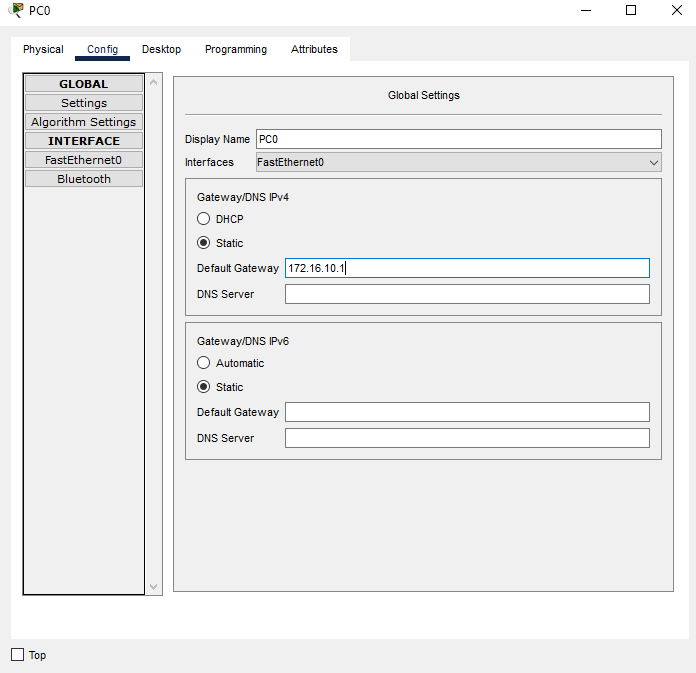 PC0
Physical Config Desktop Programming Attributes
GLOBAL
Settings
Algorithm Settings
INTERFACE
FastEthernet0
Bluetooth
Global Settings
Display Name PC0
Interfaces FastEthernet0
Gateway/DNS IPv4
DHCP
Static
Default Gateway 172.16.10.1
DNS Server
Gateway/DNS IPv6
Automatic
Static
Default Gateway
DNS Server
Top